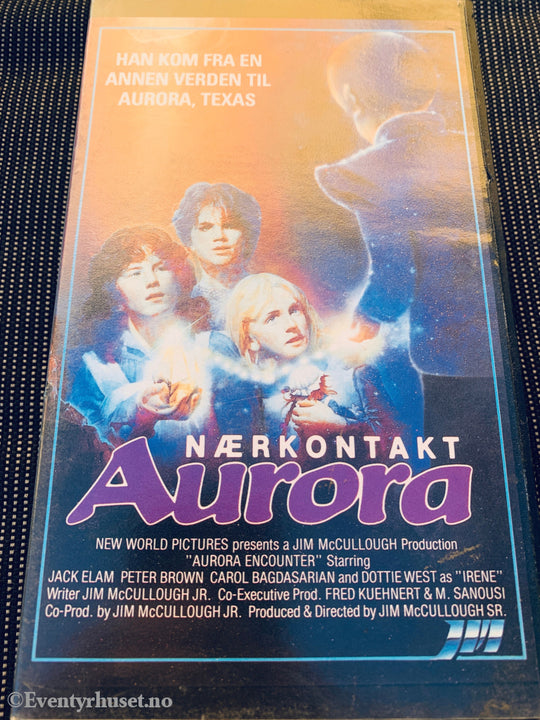 HAN KOM FRA EN
ANNEN VERDEN TIL
AURORA, TEXAS
NÆRKONTAKT
Aurora
NEW WORLD PICTURES presents a JIM McCULLOUGH Production
"AURORA ENCOUNTER" Starring
JACK ELAM PETER BROWN CAROL BAGDASARIAN and DOTTIE WEST as "IRENE"
Writer JIM McCULLOUGH JR. Co-Executive Prod. FRED KUEHNERT & M. SANOUSI
Co-Prod. by JIM McCULLOUGH JR. Produced & Directed by JIM McCULLOUGH SR.
©Eventyrhuset.no